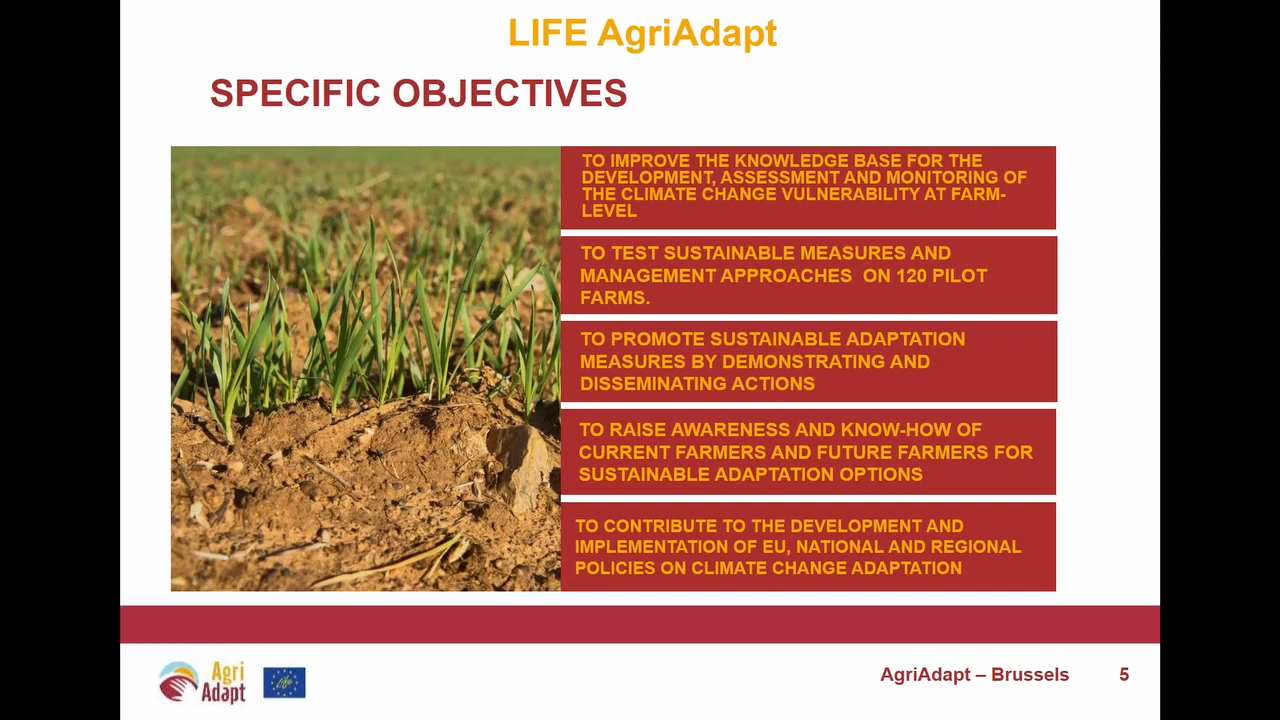 LIFE AgriAdapt
SPECIFIC OBJECTIVES
TO IMPROVE THE KNOWLEDGE BASE FOR THE
DEVELOPMENT, ASSESSMENT AND MONITORING OF
THE CLIMATE CHANGE VULNERABILITY AT FARM-
LEVEL
TO TEST SUSTAINABLE MEASURES AND
MANAGEMENT APPROACHES  ON 120 PILOT
FARMS.
TO PROMOTE SUSTAINABLE ADAPTATION
MEASURES BY DEMONSTRATING AND
DISSEMINATING ACTIONS
TO RAISE AWARENESS AND KNOW-HOW OF
CURRENT FARMERS AND FUTURE FARMERS FOR
SUSTAINABLE ADAPTATION OPTIONS
TO CONTRIBUTE TO THE DEVELOPMENT AND
IMPLEMENTATION OF EU, NATIONAL AND REGIONAL
POLICIES ON CLIMATE CHANGE ADAPTATION
Agri
Adapt
Life
AgriAdapt – Brussels
5